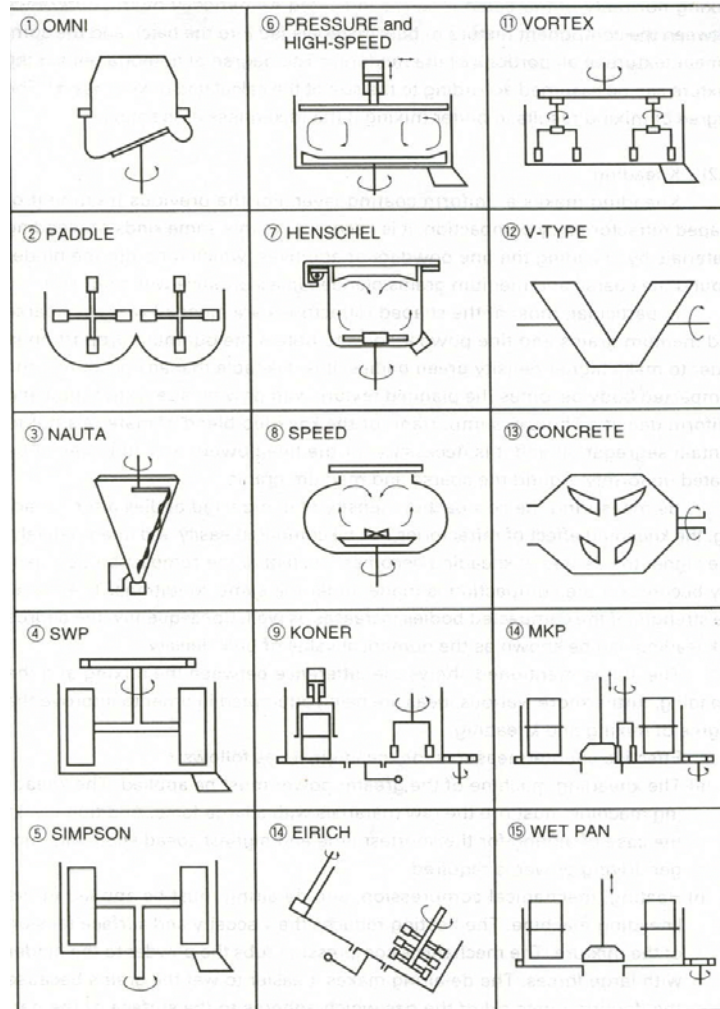 ① OMNI
② PADDLE
③ NAUTA
④ SWP
⑤ SIMPSON
⑥ PRESSURE and
HIGH-SPEED
⑦ HENSCHEL
⑧ SPEED
⑨ KONER
⑭ EIRICH
⑪ VORTEX
⑫ V-TYPE
⑬ CONCRETE
⑭ MKP
⑮ WET PAN